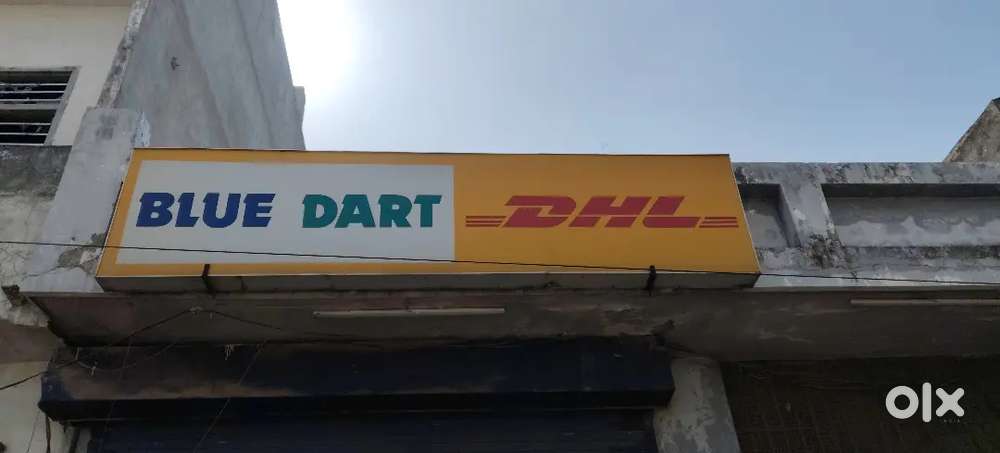 BLUE DART DHL
olx